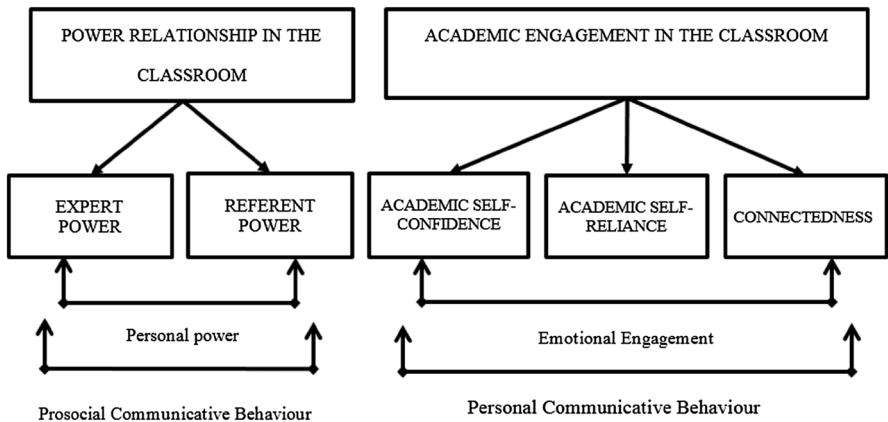 POWER RELATIONSHIP IN THE
CLASSROOM
ACADEMIC ENGAGEMENT IN THE CLASSROOM
EXPERT
POWER
REFERENT
POWER
ACADEMIC SELF-
CONFIDENCE
ACADEMIC SELF-
RELIANCE
CONNECTEDNESS
Personal power
Emotional Engagement
Prosocial Communicative Behaviour
Personal Communicative Behaviour